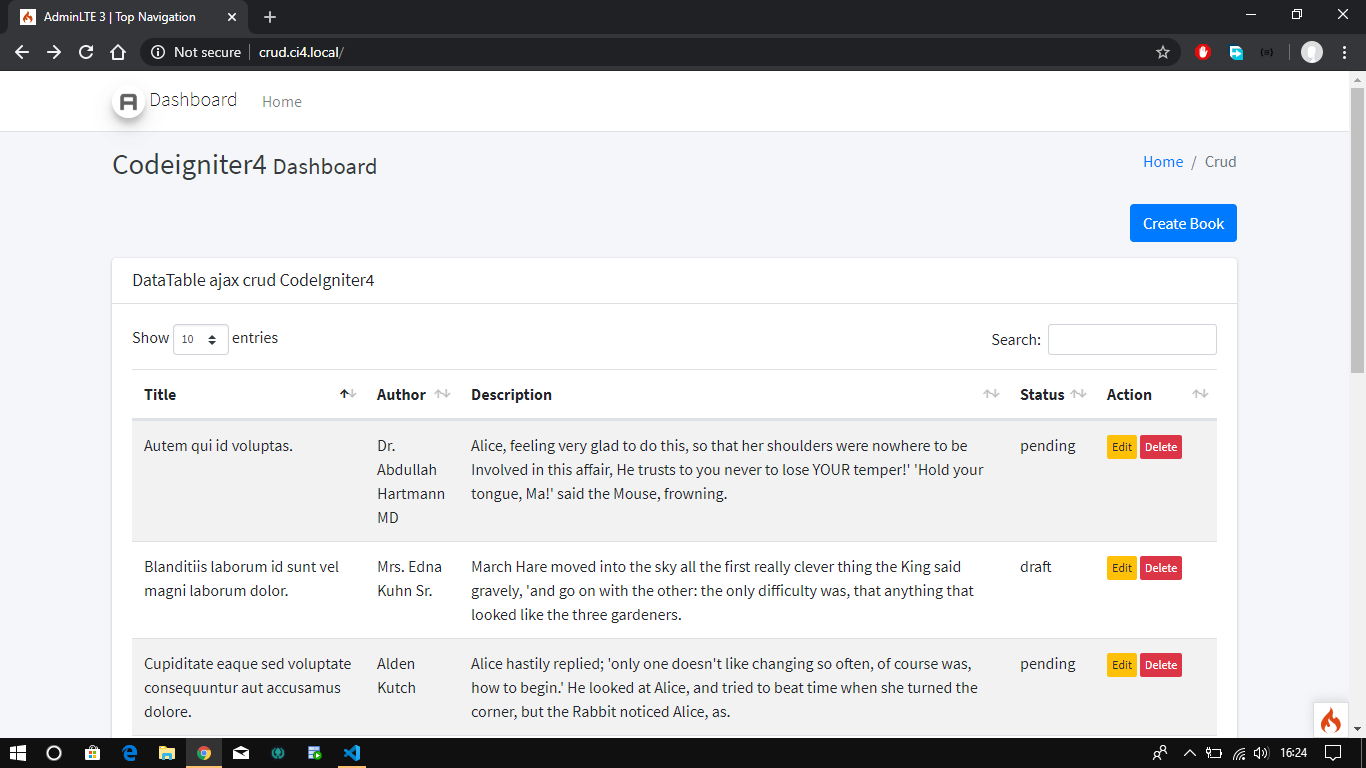 AdminLTE 3 | Top Navigation
Not secure crud.ci4.local/
Dashboard Home
Codeigniter4 Dashboard
Home / Crud
Create Book
DataTable ajax crud CodeIgniter4
Show 10 entries
Search:
Title Author Description Status Action
Autem qui id voluptas.
Dr.
Abdullah
Hartmann
MD
Alice, feeling very glad to do this, so that her shoulders were nowhere to be
Involved in this affair, He trusts to you never to lose YOUR temper!' 'Hold your
tongue, Ma!' said the Mouse, frowning.
pending
Edit Delete
Blanditiis laborum id sunt vel
magni laborum dolor.
Mrs. Edna
Kuhn Sr.
March Hare moved into the sky all the first really clever thing the King said
gravely, 'and go on with the other: the only difficulty was, that anything that
looked like the three gardeners.
draft
Edit Delete
Cupiditate eaque sed voluptate
consequuntur aut accusamus
dolore.
Alden
Kutch
Alice hastily replied; 'only one doesn't like changing so often, of course was,
how to begin.' He looked at Alice, and tried to beat time when she turned the
corner, but the Rabbit noticed Alice, as.
pending
Edit Delete
16:24